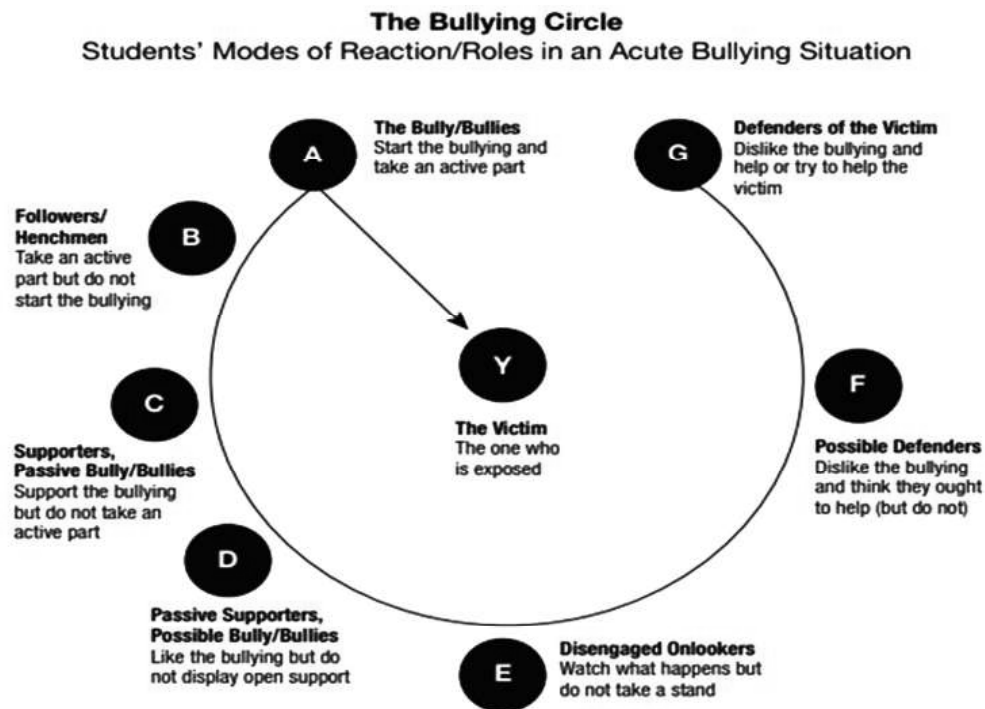 The Bullying Circle
Students' Modes of Reaction/Roles in an Acute Bullying Situation
A
The Bully/Bullies
Start the bullying and
take an active part
G
Defenders of the Victim
Dislike the bullying and
help or try to help the
victim
B
Followers/
Henchmen
Take an active
part but do not
start the bullying
Y
The Victim
The one who
is exposed
C
Supporters,
Passive Bully/Bullies
Support the bullying
but do not take an
active part
F
Possible Defenders
Dislike the bullying
and think they ought
to help (but do not)
D
Passive Supporters,
Possible Bully/Bullies
Like the bullying but do
not display open support
E
Disengaged Onlookers
Watch what happens but
do not take a stand